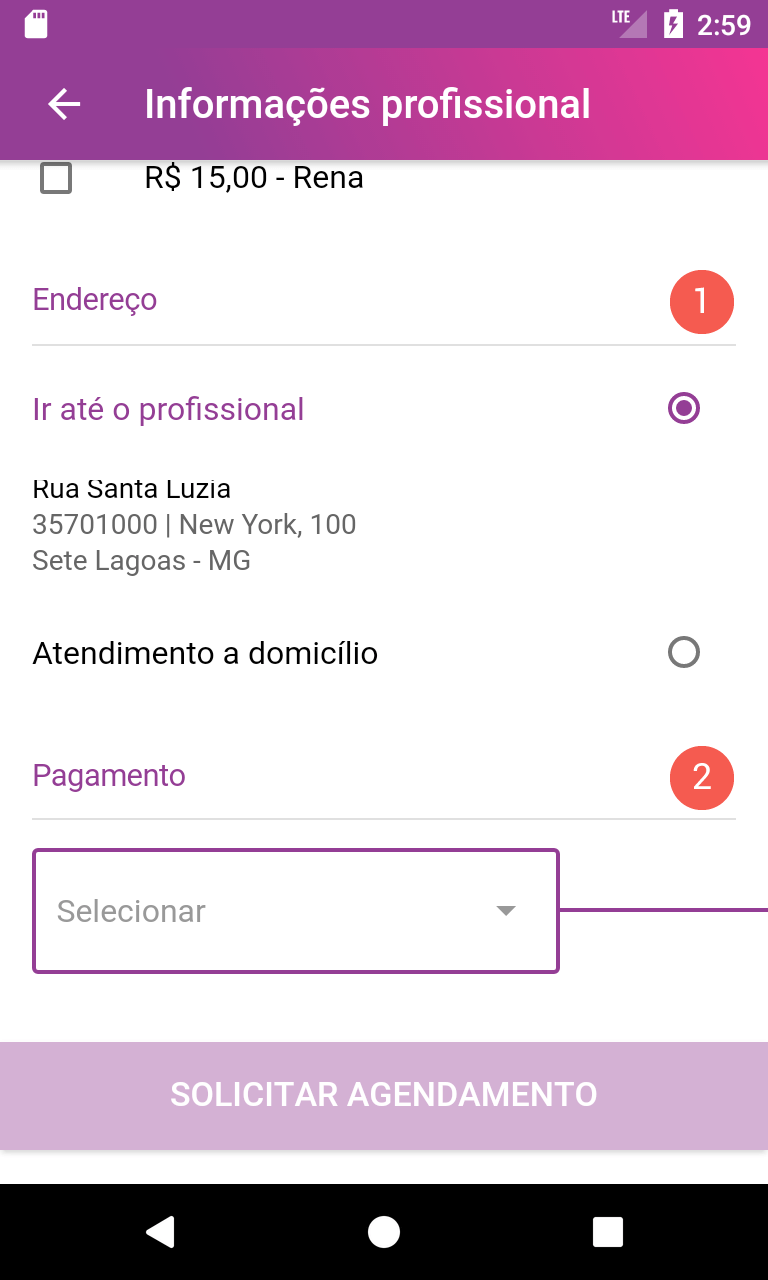 LTE 2:59
Informações profissional
R$ 15,00 - Rena
Endereço 1
Ir até o profissional
Rua Santa Luzia
35701000 | New York, 100
Sete Lagoas - MG
Atendimento a domicílio
Pagamento 2
Selecionar
SOLICITAR AGENDAMENTO